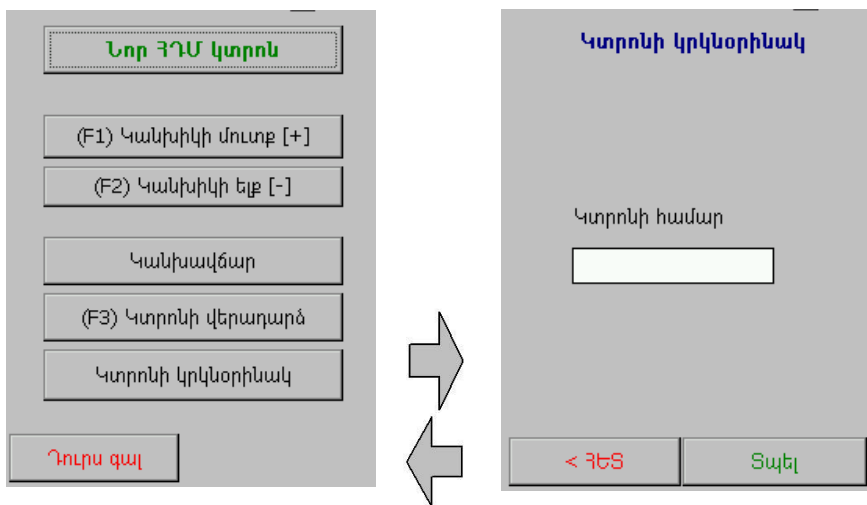 Նոր ՀԴՄ կտրոն
(F1) Կանխիկի մուտք [+]
(F2) Կանխիկի ելք [-]
Կանխավճար
(F3) Կտրոնի վերադարձ
Կտրոնի կրկնօրինակ
Դուրս գալ
Կտրոնի կրկնօրինակ
Կտրոնի համար
< ՀԵՏ
Տպել